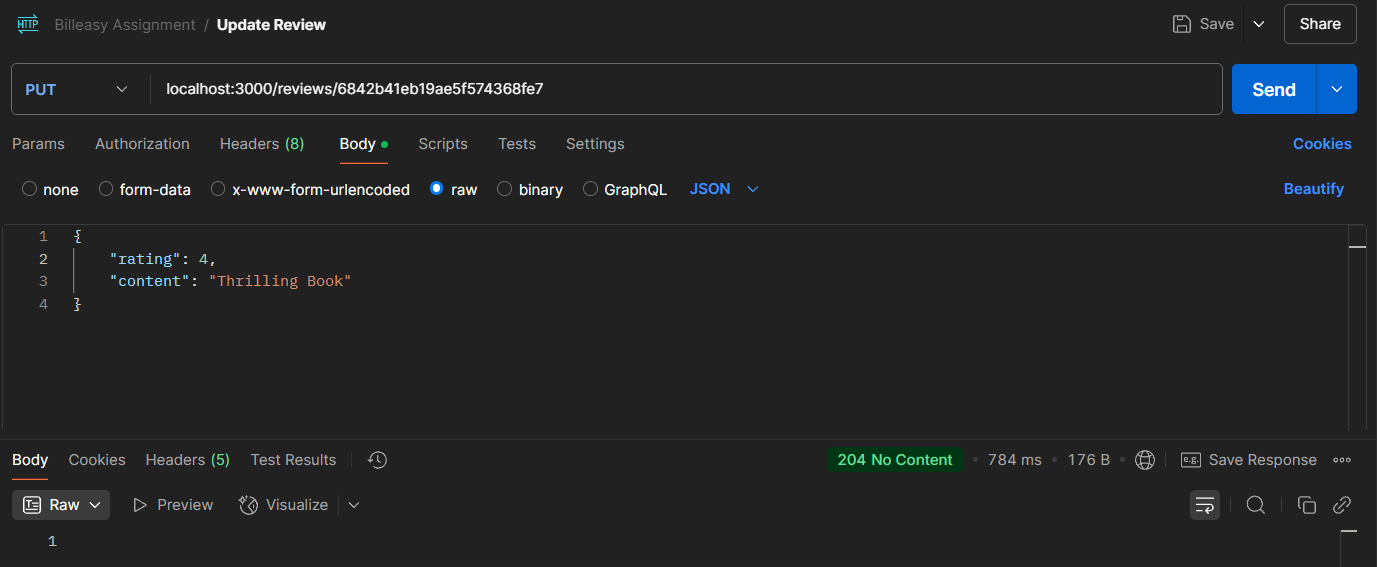 HTTP Billeasy Assignment / Update Review Save Share
PUT localhost:3000/reviews/6842b41eb19ae5f574368fe7 Send
Params Authorization Headers (8) Body Scripts Tests Settings Cookies
none form-data x-www-form-urlencoded raw binary GraphQL JSON Beautify
1 {
2 "rating": 4,
3 "content": "Thrilling Book"
4 }
Body Cookies Headers (5) Test Results 204 No Content • 784 ms • 176 B • e.g. Save Response
Raw Preview Visualize
1